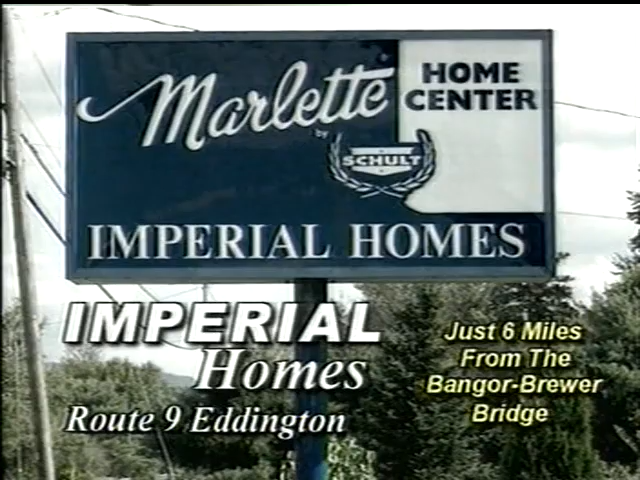 Marlette
HOME
CENTER
by
SCHULT
IMPERIAL HOMES
IMPERIAL
Homes
Route 9 Eddington
Just 6 Miles
From The
Bangor-Brewer
Bridge